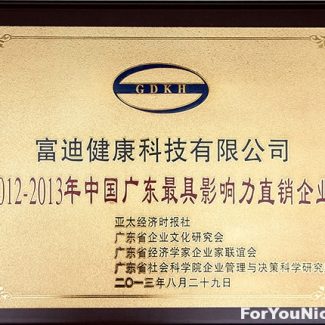 GDKH
富迪健康科技有限公司
012-2013年中国广东最具影响力直销企业
亚太经济时报社
广东省企业文化研究会
广东省经济学家企业家联谊会
广东省社会科学院企业管理与决策科学研究
二〇一三年八月二十九日
ForYouNic